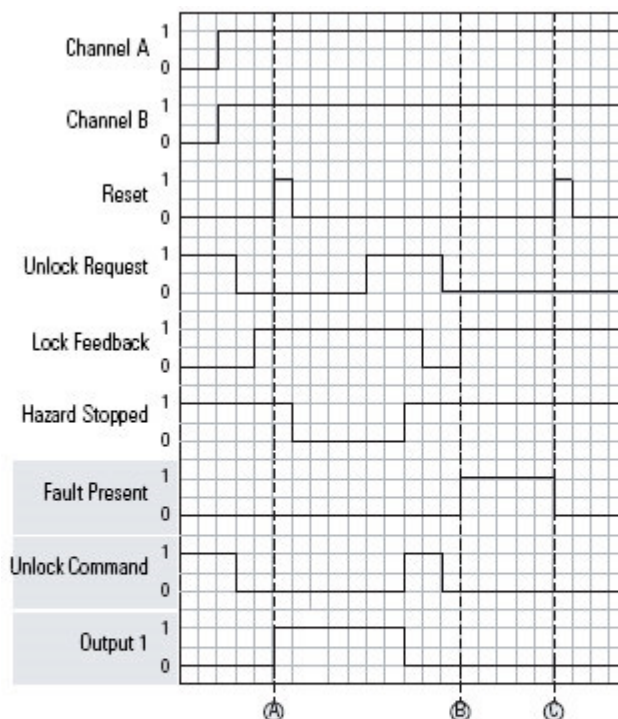 Channel A
1
0
Channel B
1
0
Reset
1
0
Unlock Request
1
0
Lock Feedback
1
0
Hazard Stopped
1
0
Fault Present
1
0
Unlock Command
1
0
Output 1
1
0
(A) (B) (C)